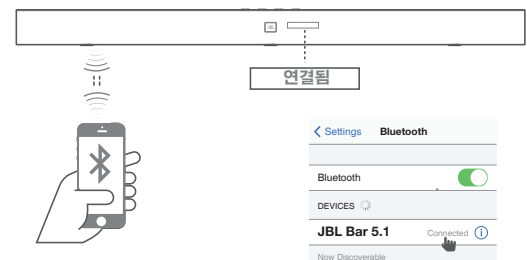 연결됨
Settings Bluetooth
Bluetooth
DEVICES
JBL Bar 5.1 Connected
Now Discoverable